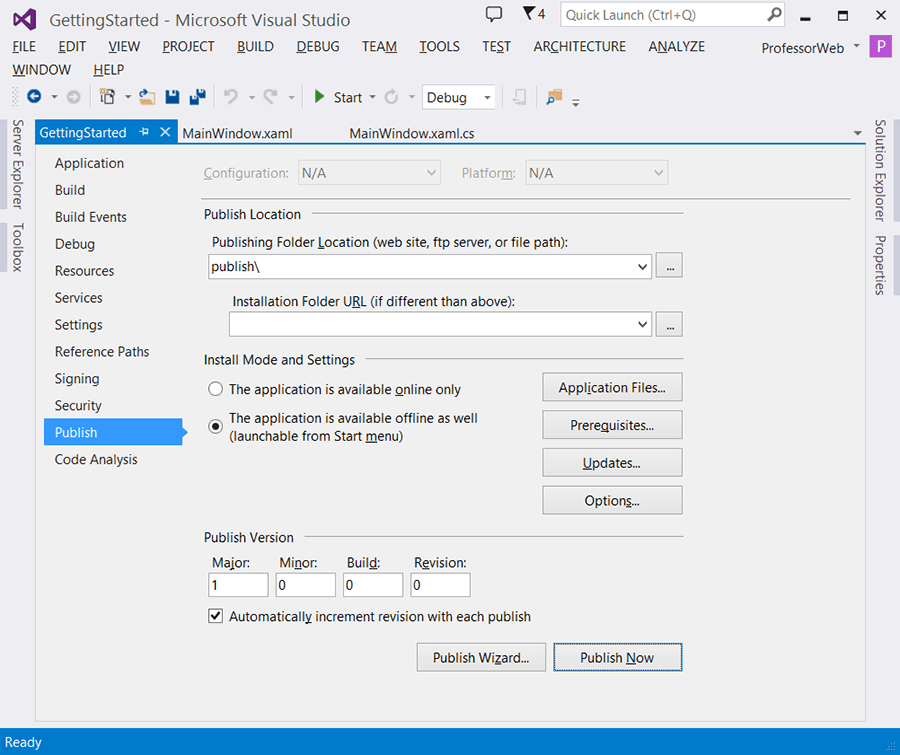 GettingStarted - Microsoft Visual Studio
4
Quick Launch (Ctrl+Q)
FILE EDIT VIEW PROJECT BUILD DEBUG TEAM TOOLS TEST ARCHITECTURE ANALYZE
ProfessorWeb P
WINDOW HELP
Start Debug
Server Explorer
Toolbox
GettingStarted MainWindow.xaml MainWindow.xaml.cs
Solution Explorer
Properties
Application
Build
Build Events
Debug
Resources
Services
Settings
Reference Paths
Signing
Security
Publish
Code Analysis
Configuration: N/A Platform: N/A
Publish Location
Publishing Folder Location (web site, ftp server, or file path):
publish\
...
Installation Folder URL (if different than above):
...
Install Mode and Settings
The application is available online only
The application is available offline as well
(launchable from Start menu)
Application Files...
Prerequisites...
Updates...
Options...
Publish Version
Major: Minor: Build: Revision:
1 0 0 0
Automatically increment revision with each publish
Publish Wizard... Publish Now
Ready